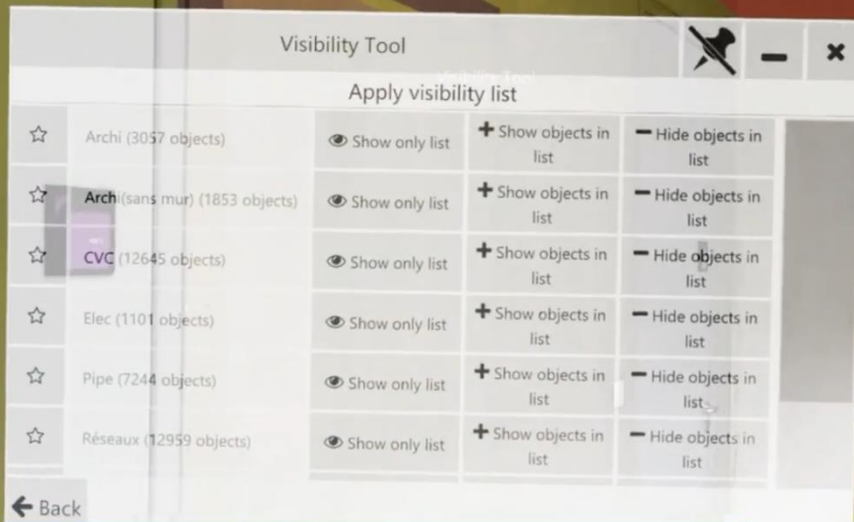 Visibility Tool
Apply visibility list
Archi (3057 objects) Show only list Show objects in list Hide objects in list
Archi(sans mur) (1853 objects) Show only list Show objects in list Hide objects in list
CVC (12645 objects) Show only list Show objects in list Hide objects in list
Elec (1101 objects) Show only list Show objects in list Hide objects in list
Pipe (7244 objects) Show only list Show objects in list Hide objects in list
Réseaux (12959 objects) Show only list Show objects in list Hide objects in list
Back